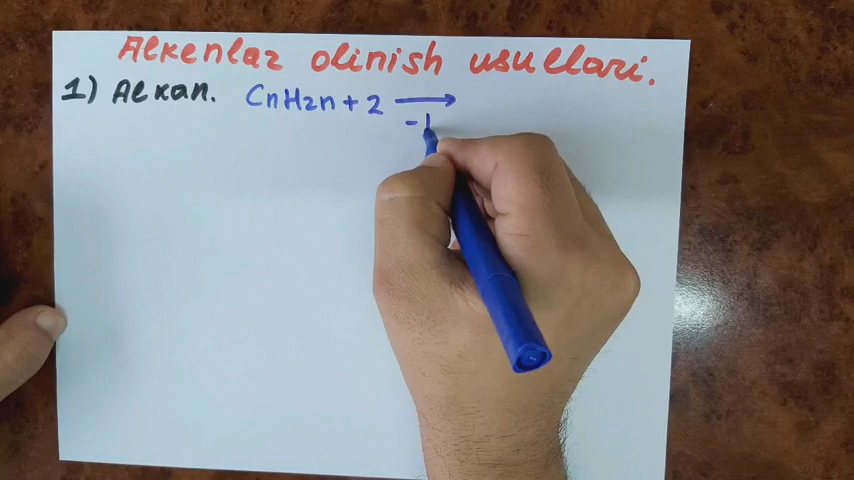 Alkenlar olinish usullari.
1) Alkan. CnH2n+2 →
-